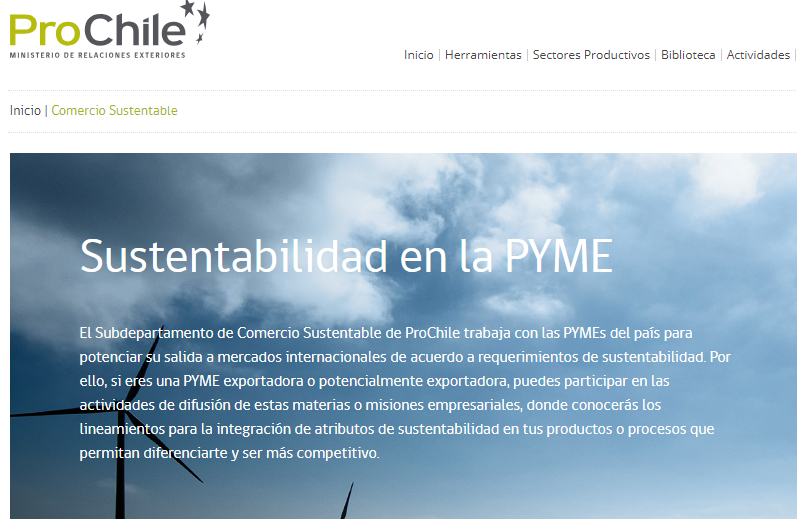 ProChile
MINISTERIO DE RELACIONES EXTERIORES
Inicio | Herramientas | Sectores Productivos | Biblioteca | Actividades |
Inicio | Comercio Sustentable
Sustentabilidad en la PYME
El Subdepartamento de Comercio Sustentable de ProChile trabaja con las PYMEs del país para
potenciar su salida a mercados internacionales de acuerdo a requerimientos de sustentabilidad. Por
ello, si eres una PYME exportadora o potencialmente exportadora, puedes participar en las
actividades de difusión de estas materias o misiones empresariales, donde conocerás los
lineamientos para la integración de atributos de sustentabilidad en tus productos o procesos que
permitan diferenciarte y ser más competitivo.